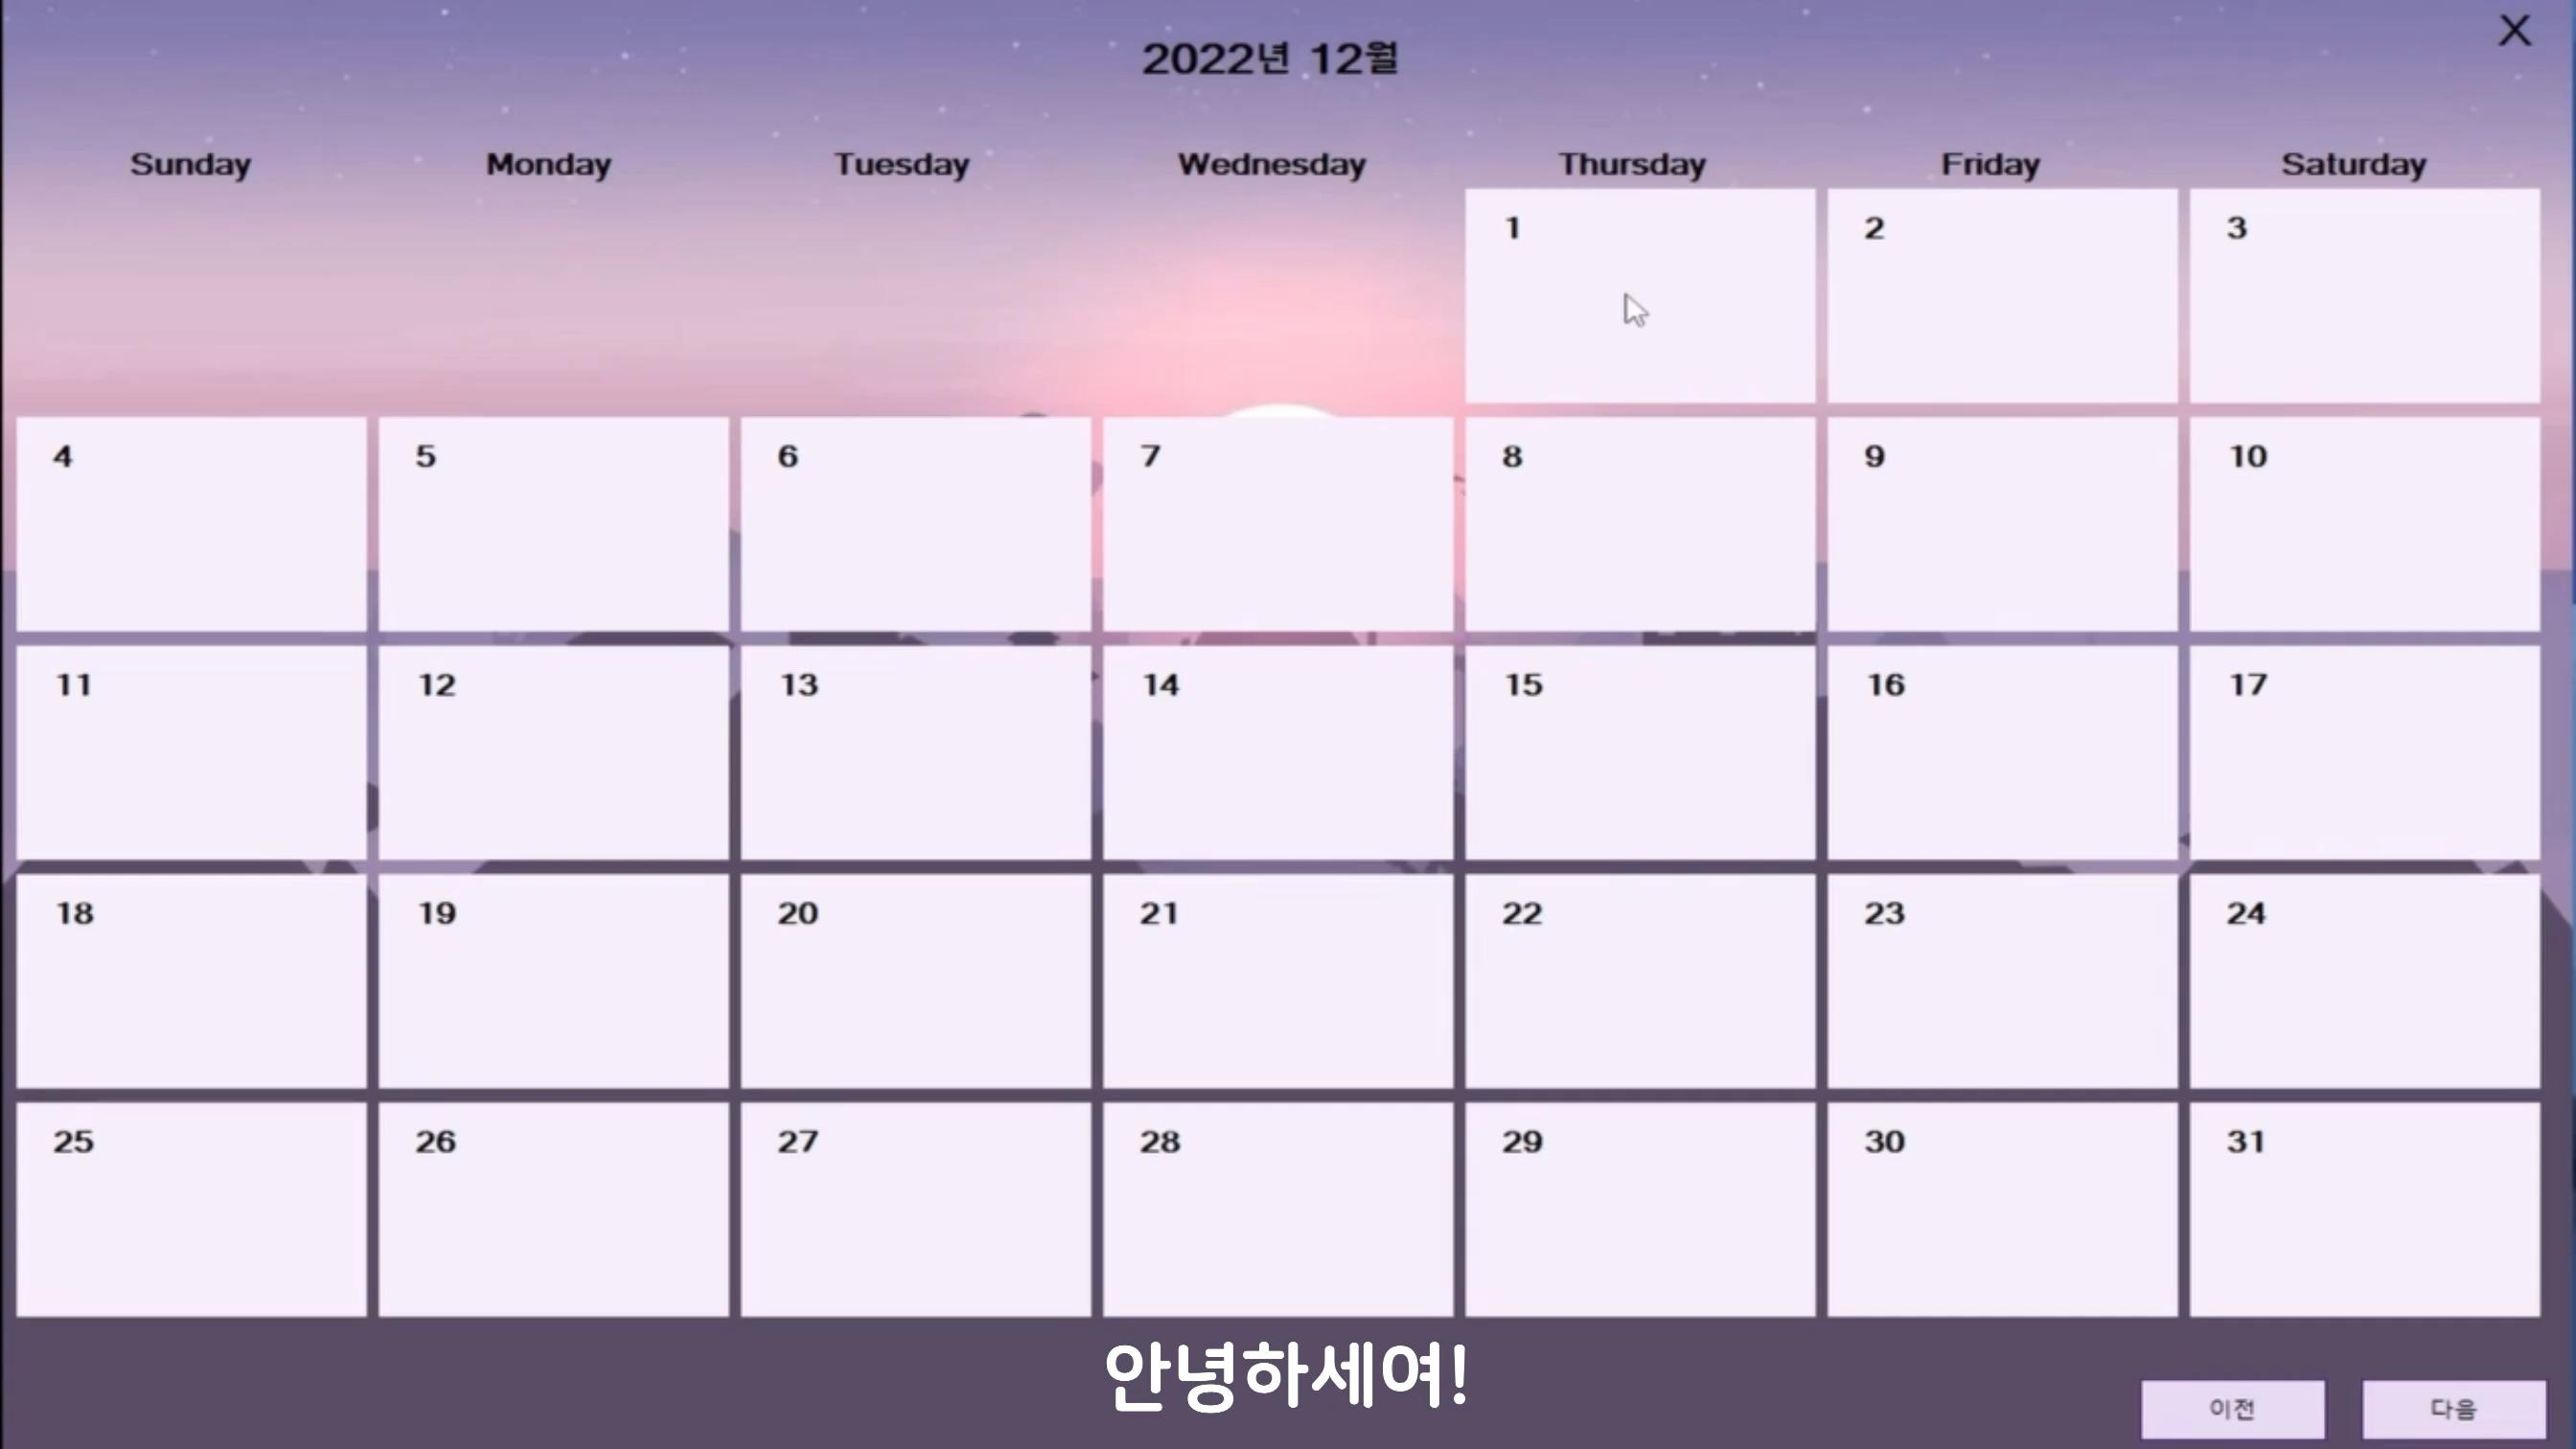 X
2022년 12월
Sunday Monday Tuesday Wednesday Thursday Friday Saturday
1 2 3
4 5 6 7 8 9 10
11 12 13 14 15 16 17
18 19 20 21 22 23 24
25 26 27 28 29 30 31
안녕하세여!
이전 다음